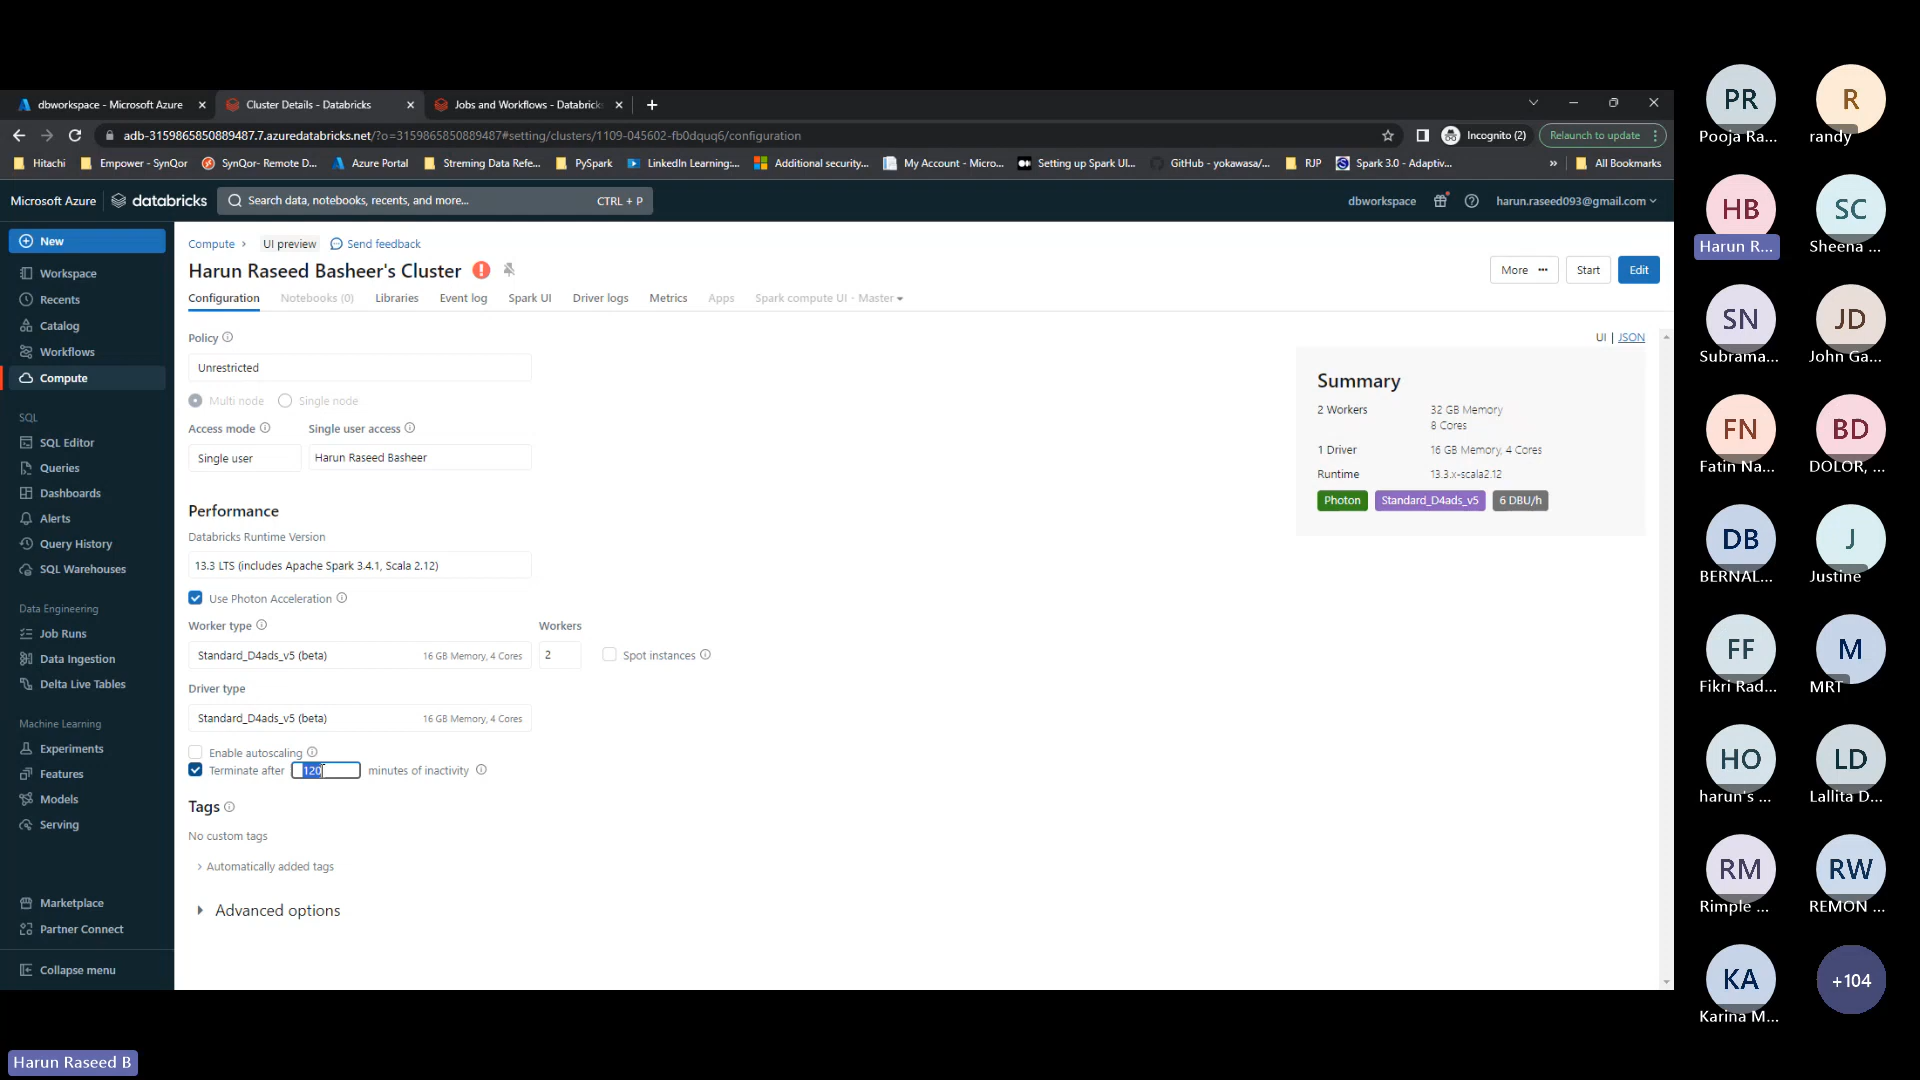 dbworkspace - Microsoft Azure
Cluster Details - Databricks
Jobs and Workflows - Databrick
adb-3159865850889487.7.azuredatabricks.net/?o=3159865850889487#setting/clusters/1109-045602-fb0dquq6/configuration
Incognito (2)
Relaunch to update
Hitachi
Empower - SynQor
SynQor- Remote D...
Azure Portal
Streming Data Refe...
PySpark
LinkedIn Learning:...
Additional security...
My Account - Micro...
Setting up Spark UI...
GitHub - yokawasa/...
RJP
Spark 3.0 - Adaptiv...
»
All Bookmarks
Microsoft Azure
databricks
Search data, notebooks, recents, and more...
CTRL + P
dbworkspace
harun.raseed093@gmail.com
New
Workspace
Recents
Catalog
Workflows
Compute
SQL
SQL Editor
Queries
Dashboards
Alerts
Query History
SQL Warehouses
Data Engineering
Job Runs
Data Ingestion
Delta Live Tables
Machine Learning
Experiments
Features
Models
Serving
Marketplace
Partner Connect
Collapse menu
Compute >
UI preview
Send feedback
Harun Raseed Basheer's Cluster
More ...
Start
Edit
Configuration
Notebooks (0)
Libraries
Event log
Spark UI
Driver logs
Metrics
Apps
Spark compute UI - Master
UI | JSON
Policy
Unrestricted
Multi node
Single node
Access mode
Single user access
Single user
Harun Raseed Basheer
Performance
Databricks Runtime Version
13.3 LTS (includes Apache Spark 3.4.1, Scala 2.12)
Use Photon Acceleration
Worker type
Workers
Standard_D4ads_v5 (beta)
16 GB Memory, 4 Cores
2
Spot instances
Driver type
Standard_D4ads_v5 (beta)
16 GB Memory, 4 Cores
Enable autoscaling
Terminate after 120 minutes of inactivity
Tags
No custom tags
Automatically added tags
Advanced options
Summary
2 Workers
32 GB Memory
8 Cores
1 Driver
16 GB Memory, 4 Cores
Runtime
13.3.x-scala2.12
Photon
Standard_D4ads_v5
6 DBU/h
PR
Pooja Ra...
R
randy
HB
Harun R...
SC
Sheena ...
SN
Subrama...
JD
John Ga...
FN
Fatin Na...
BD
DOLOR, ...
DB
BERNAL...
J
Justine
FF
Fikri Rad...
M
MRT
HO
harun's ...
LD
Lallita D...
RM
Rimple ...
RW
REMON ...
KA
Karina M...
+104
Harun Raseed B